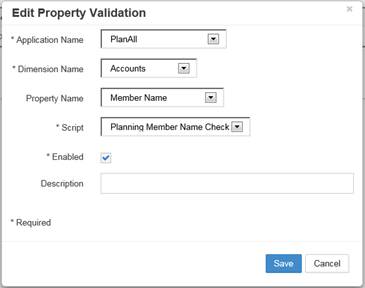 Edit Property Validation ×
* Application Name PlanAll
* Dimension Name Accounts
Property Name Member Name
* Script Planning Member Name Check
* Enabled
Description
* Required
Save Cancel